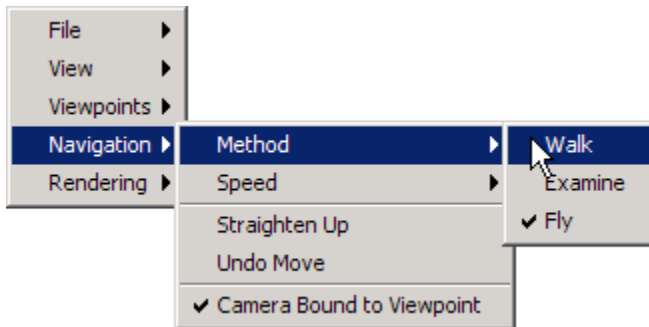 File
View
Viewpoints
Navigation
Rendering
Method
Speed
Straighten Up
Undo Move
Camera Bound to Viewpoint
Walk
Examine
Fly